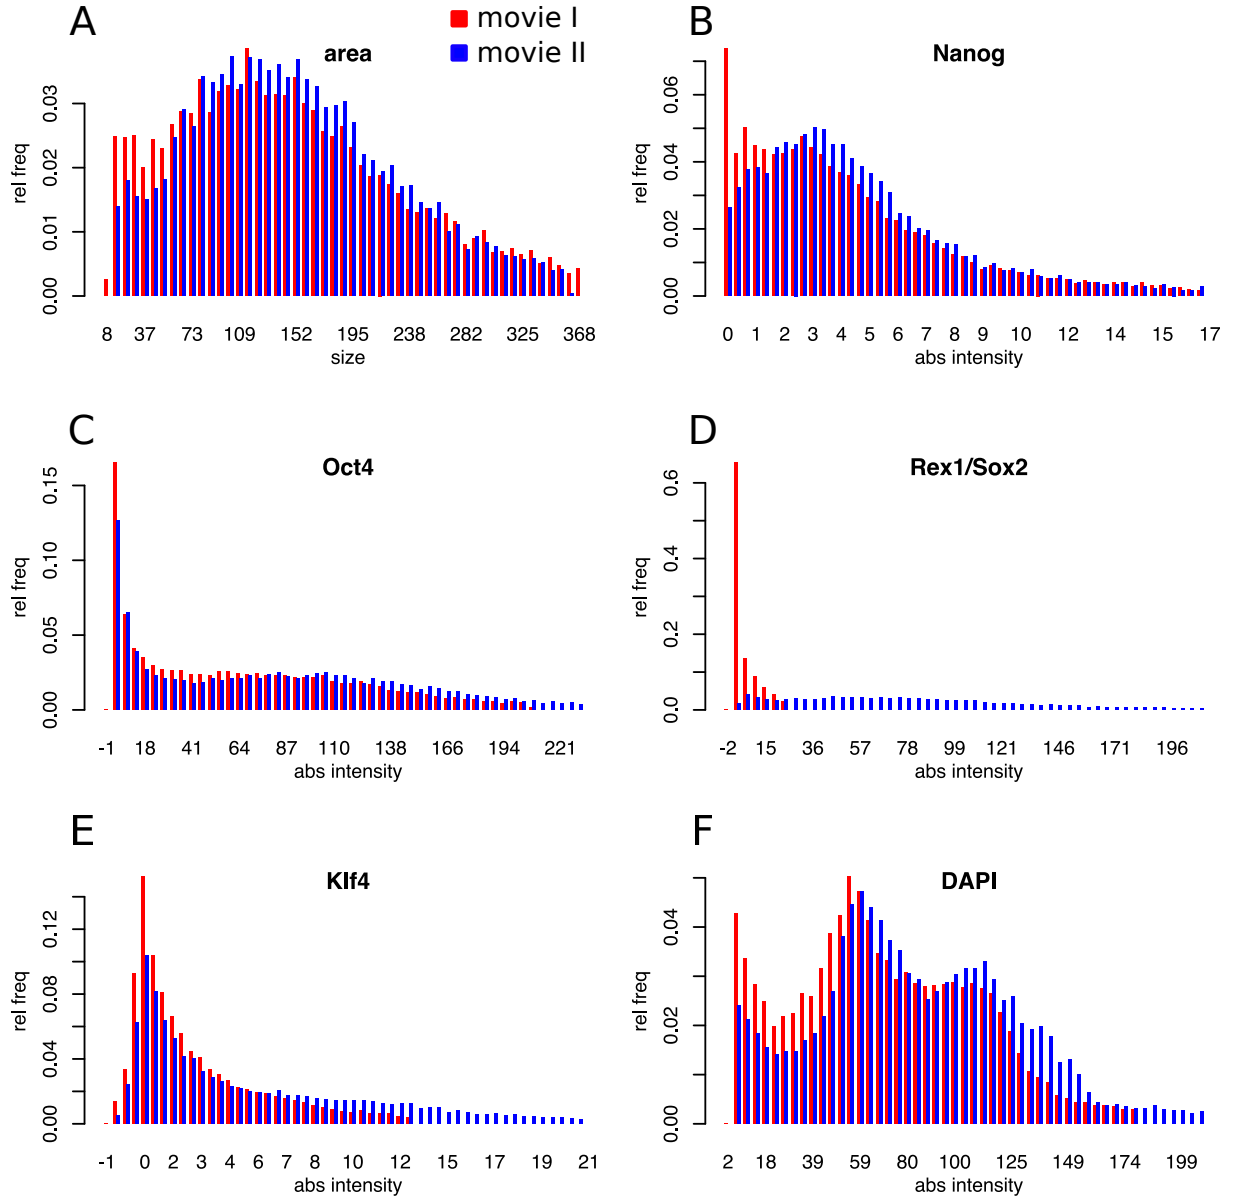 A
movie I
movie II
area
rel freq
0.00 0.01 0.02 0.03
8 37 73 109 152 195 238 282 325 368
size
B
Nanog
rel freq
0.00 0.02 0.04 0.06
0 1 2 3 4 5 6 7 8 9 10 12 14 15 17
abs intensity
C
Oct4
rel freq
0.00 0.05 0.10 0.15
-1 18 41 64 87 110 138 166 194 221
abs intensity
D
Rex1/Sox2
rel freq
0.0 0.2 0.4 0.6
-2 15 36 57 78 99 121 146 171 196
abs intensity
E
Klf4
rel freq
0.00 0.04 0.08 0.12
-1 0 2 3 4 6 7 8 10 12 15 17 19 21
abs intensity
F
DAPI
rel freq
0.00 0.02 0.04
2 18 39 59 80 100 125 149 174 199
abs intensity